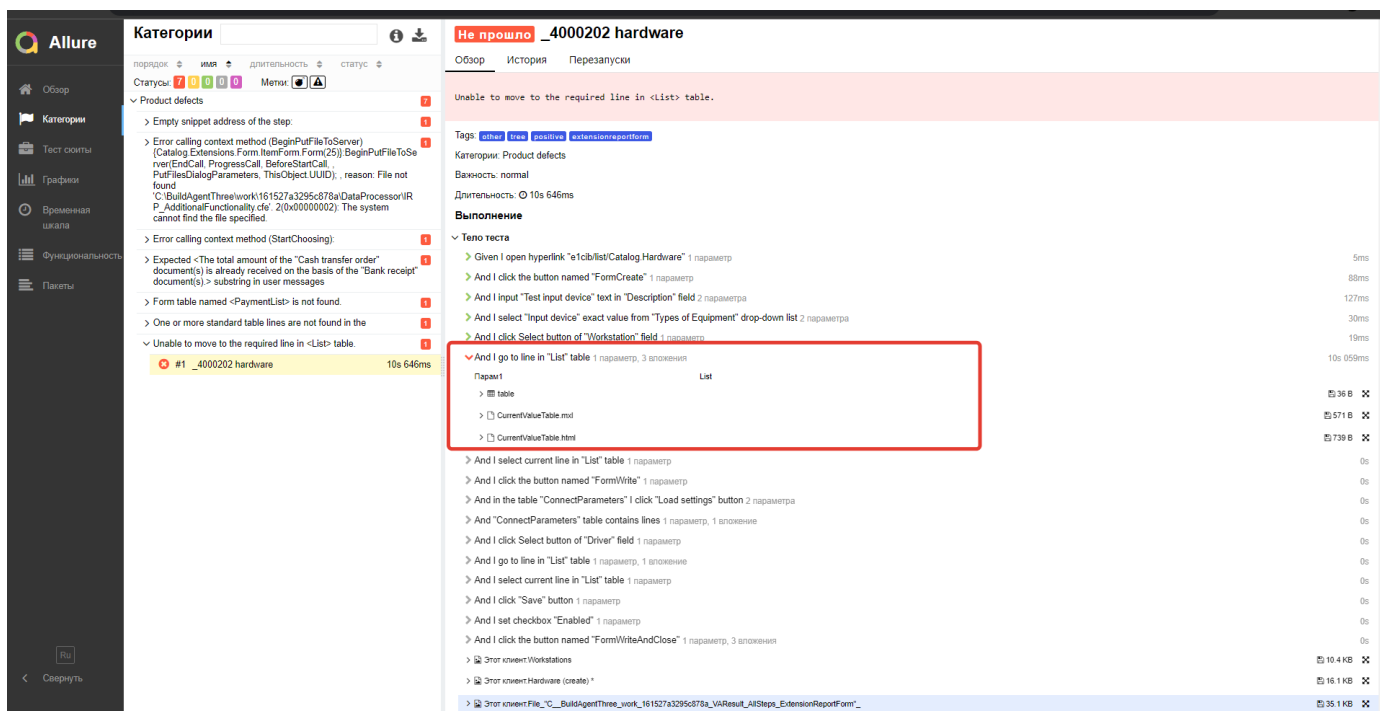 Allure
Обзор
Категории
Тест сюиты
Графики
Временная
шкала
Функциональность
Пакеты
Ru
Свернуть
Категории
порядок имя длительность статус
Статусы: 7 0 0 0 0 Метки:
Product defects 7
Empty snippet address of the step: 1
Error calling context method (BeginPutFileToServer) 1
{Catalog.Extensions.Form.ItemForm.Form(25)}:BeginPutFileToSe
rver(EndCall, ProgressCall, BeforeStartCall, ,
PutFilesDialogParameters, ThisObject.UUID); , reason: File not
found
'C:\BuildAgentThree\work\161527a3295c878a\DataProcessor\IR
P_AdditionalFunctionality.cfe'. 2(0x00000002): The system
cannot find the file specified.
Error calling context method (StartChoosing): 1
Expected <The total amount of the "Cash transfer order" 1
document(s) is already received on the basis of the "Bank receipt"
document(s).> substring in user messages
Form table named <PaymentList> is not found. 1
One or more standard table lines are not found in the 1
Unable to move to the required line in <List> table. 1
#1 _4000202 hardware 10s 646ms
Не прошло _4000202 hardware
Обзор История Перезапуски
Unable to move to the required line in <List> table.
Tags: other tree positive extensionreportform
Категории: Product defects
Важность: normal
Длительность: 10s 646ms
Выполнение
Тело теста
Given I open hyperlink "e1cib/list/Catalog.Hardware" 1 параметр 5ms
And I click the button named "FormCreate" 1 параметр 88ms
And I input "Test input device" text in "Description" field 2 параметра 127ms
And I select "Input device" exact value from "Types of Equipment" drop-down list 2 параметра 30ms
And I click Select button of "Workstation" field 1 параметр 19ms
And I go to line in "List" table 1 параметр, 3 вложения 10s 059ms
Парам1 List
table 36 B
CurrentValueTable.mxl 571 B
CurrentValueTable.html 739 B
And I select current line in "List" table 1 параметр 0s
And I click the button named "FormWrite" 1 параметр 0s
And in the table "ConnectParameters" I click "Load settings" button 2 параметра 0s
And "ConnectParameters" table contains lines 1 параметр, 1 вложение 0s
And I click Select button of "Driver" field 1 параметр 0s
And I go to line in "List" table 1 параметр, 1 вложение 0s
And I select current line in "List" table 1 параметр 0s
And I click "Save" button 1 параметр 0s
And I set checkbox "Enabled" 1 параметр 0s
And I click the button named "FormWriteAndClose" 1 параметр, 3 вложения 0s
Этот клиент.Workstations 10.4 KB
Этот клиент.Hardware (create) * 16.1 KB
Этот клиент.File_"C__BuildAgentThree_work_161527a3295c878a_VAResult_AllSteps_ExtensionReportForm"_ 35.1 KB